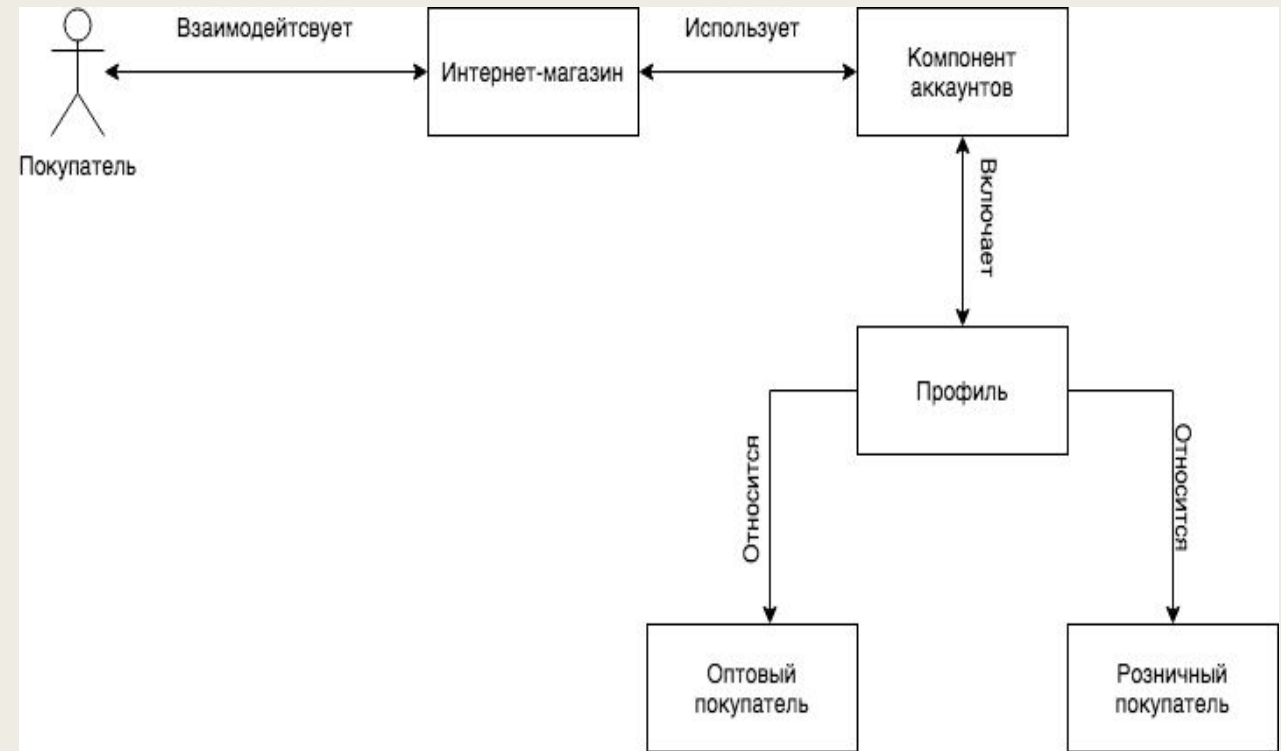 Взаимодейтсвует
Использует
Интернет-магазин
Компонент
аккаунтов
Покупатель
Включает
Профиль
Относится
Относится
Оптовый
покупатель
Розничный
покупатель